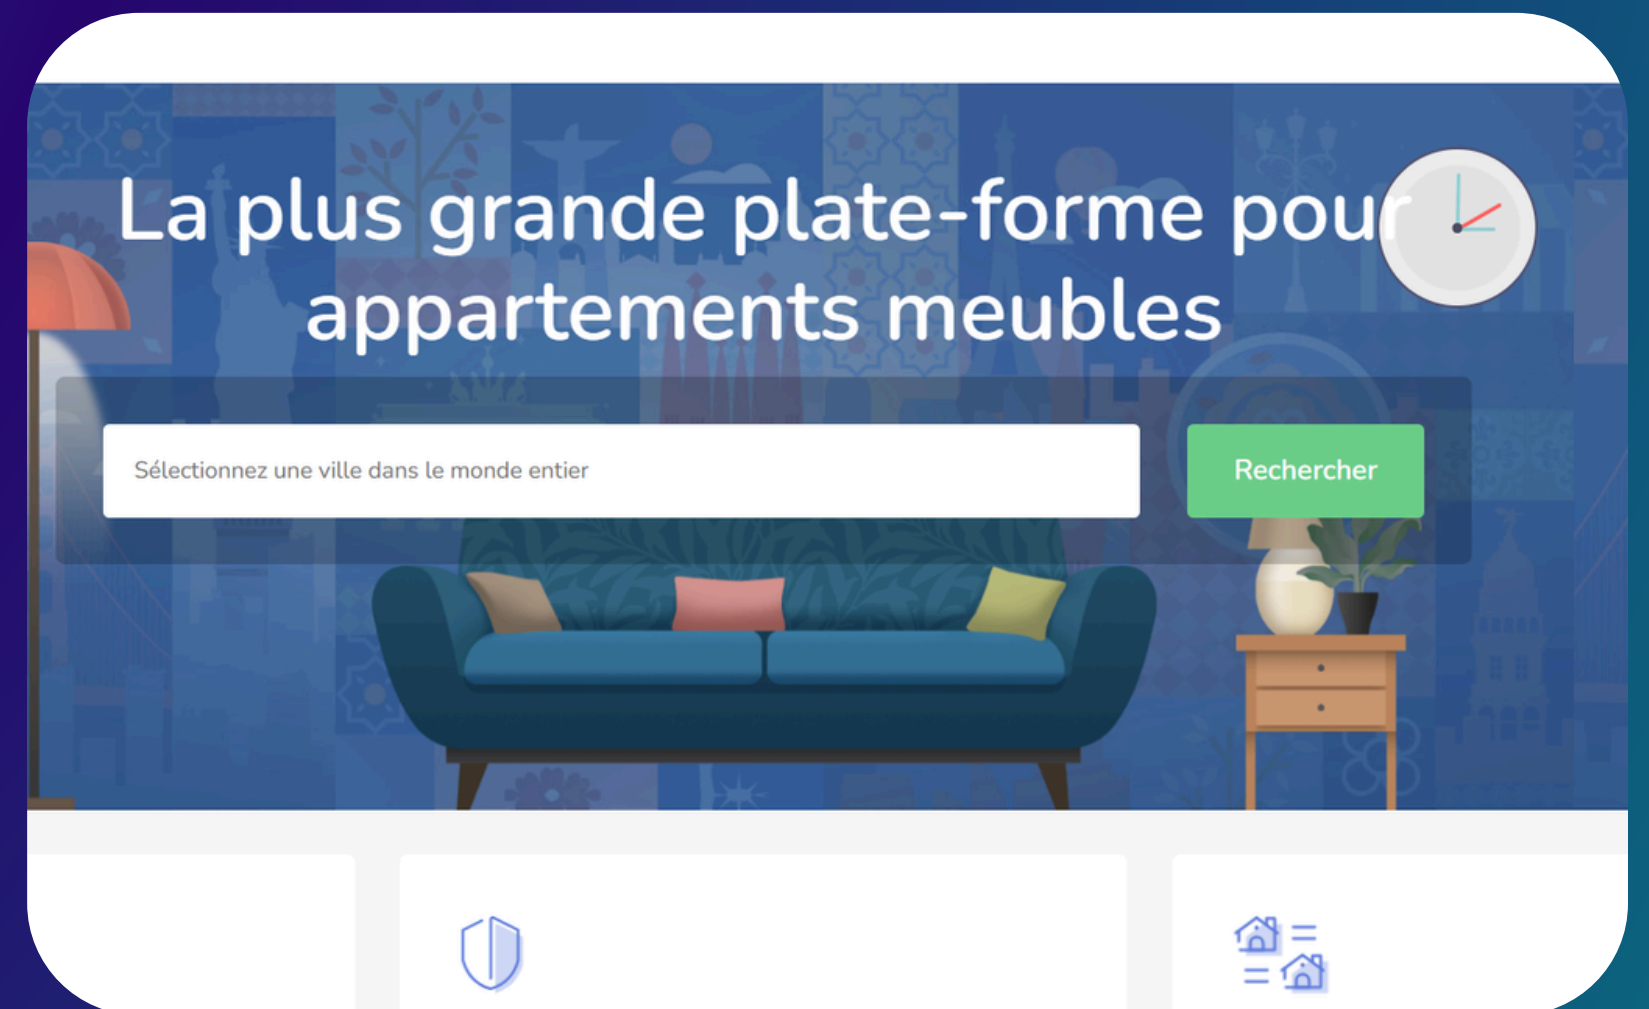 La plus grande plate-forme pour
appartements meubles
Sélectionnez une ville dans le monde entier
Rechercher